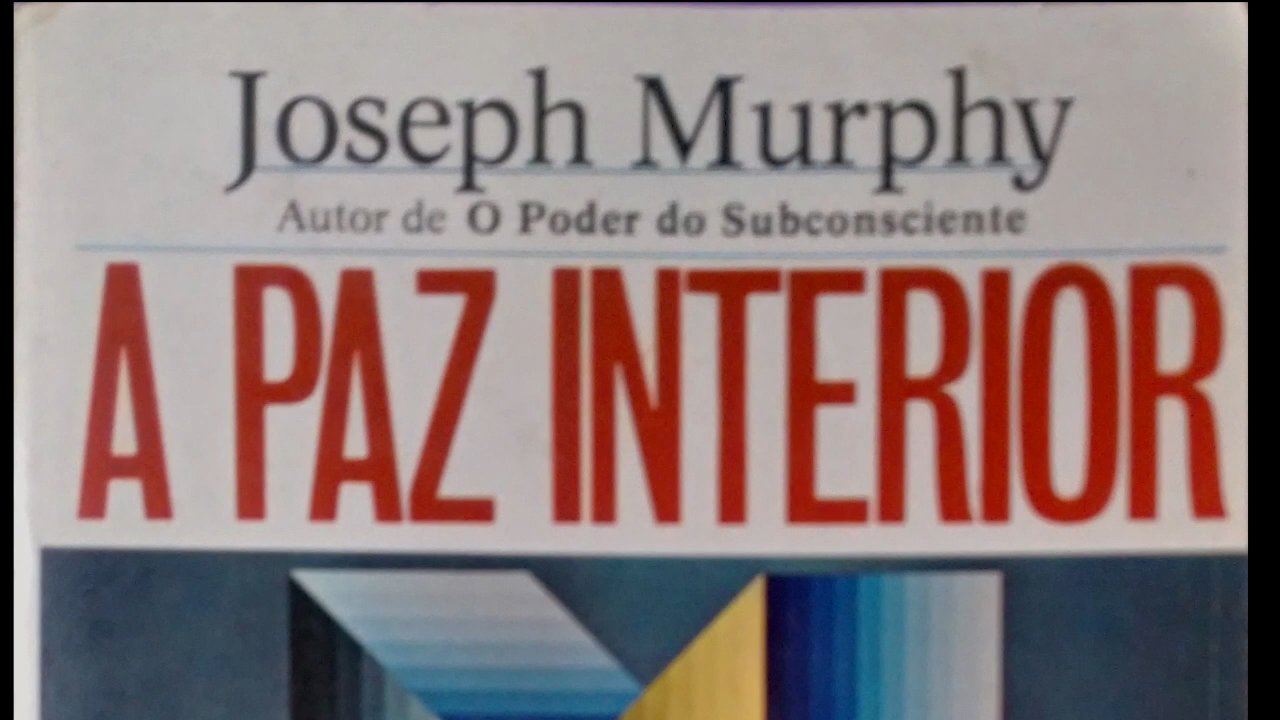 Joseph Murphy
Autor de O Poder do Subconsciente
A PAZ INTERIOR